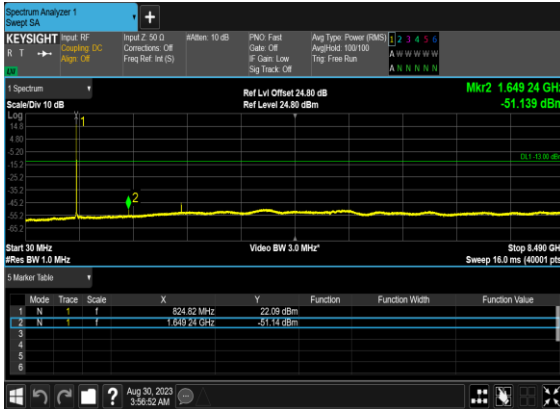 Spectrum Analyzer 1
Swept SA
+
KEYSIGHT Input: RF Input Z: 50 Ω #Atten: 10 dB PNO: Fast Avg Type: Power (RMS) 1 2 3 4 5 6
R T Coupling: DC Corrections: Off Gate: Off Avg|Hold: 100/100 A W W W W W
Align: Off Freq Ref: Int (S) IF Gain: Low Trig: Free Run
Sig Track: Off A N N N N N
1 Spectrum Ref Lvl Offset 24.80 dB Mkr2 1.649 24 GHz
Scale/Div 10 dB Ref Level 24.80 dBm -51.139 dBm
Log
14.8
4.80
-5.20
-15.2
-25.2
-35.2
-45.2
-55.2
-65.2
1
DL1 -13.00 dBm
2
Start 30 MHz Video BW 3.0 MHz* Stop 8.490 GHz
#Res BW 1.0 MHz Sweep 16.0 ms (40001 pts
5 Marker Table
Mode Trace Scale X Y Function Function Width Function Value
1 N 1 f 824.82 MHz 22.09 dBm
2 N 1 f 1.649 24 GHz -51.14 dBm
3
4
5
6
? Aug 30, 2023
3:56:52 AM